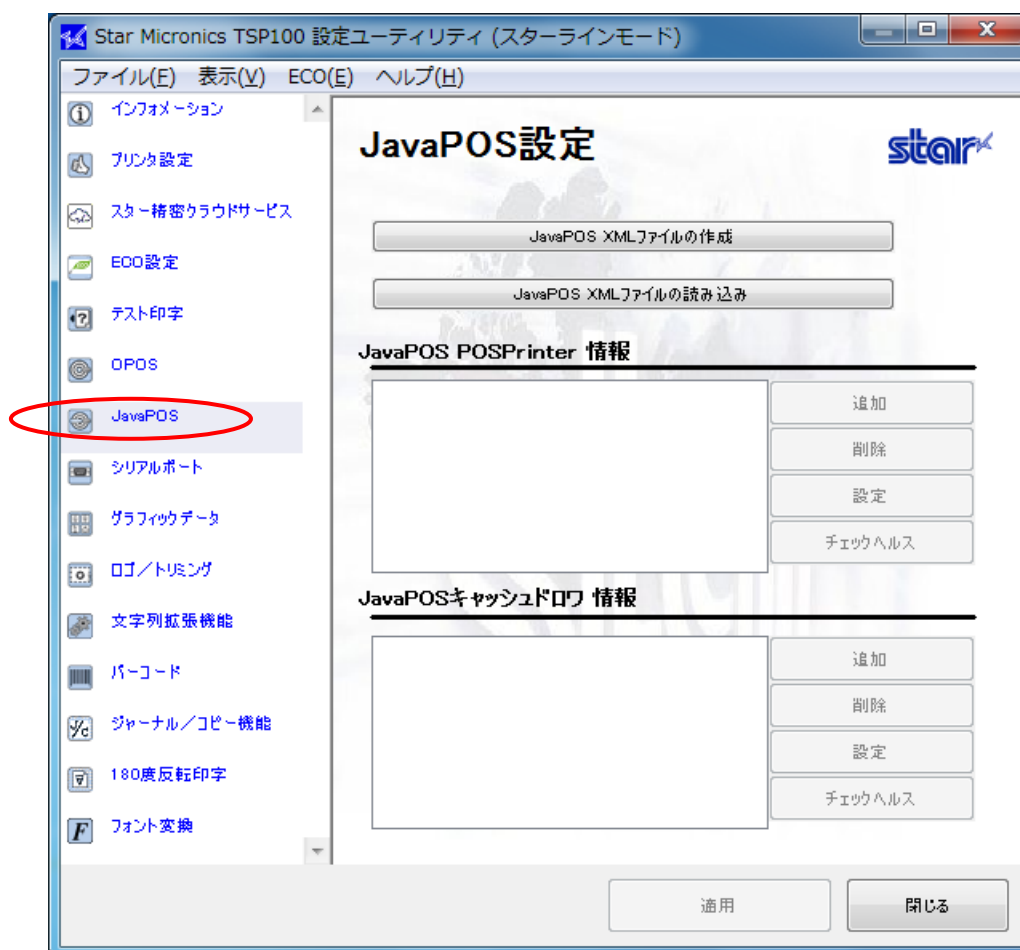 Star Micronics TSP100 設定ユーティリティ (スターラインモード)
ファイル(F) 表示(V) ECO(E) ヘルプ(H)
インフォメーション
プリンタ設定
スター精密クラウドサービス
ECO設定
テスト印字
OPOS
JavaPOS
シリアルポート
グラフィックデータ
ロゴ/トリミング
文字列拡張機能
バーコード
ジャーナル/コピー機能
180度反転印字
フォント変換
JavaPOS設定
star
JavaPOS XMLファイルの作成
JavaPOS XMLファイルの読み込み
JavaPOS POSPrinter 情報
追加
削除
設定
チェックヘルス
JavaPOSキャッシュドロワ 情報
追加
削除
設定
チェックヘルス
適用
閉じる